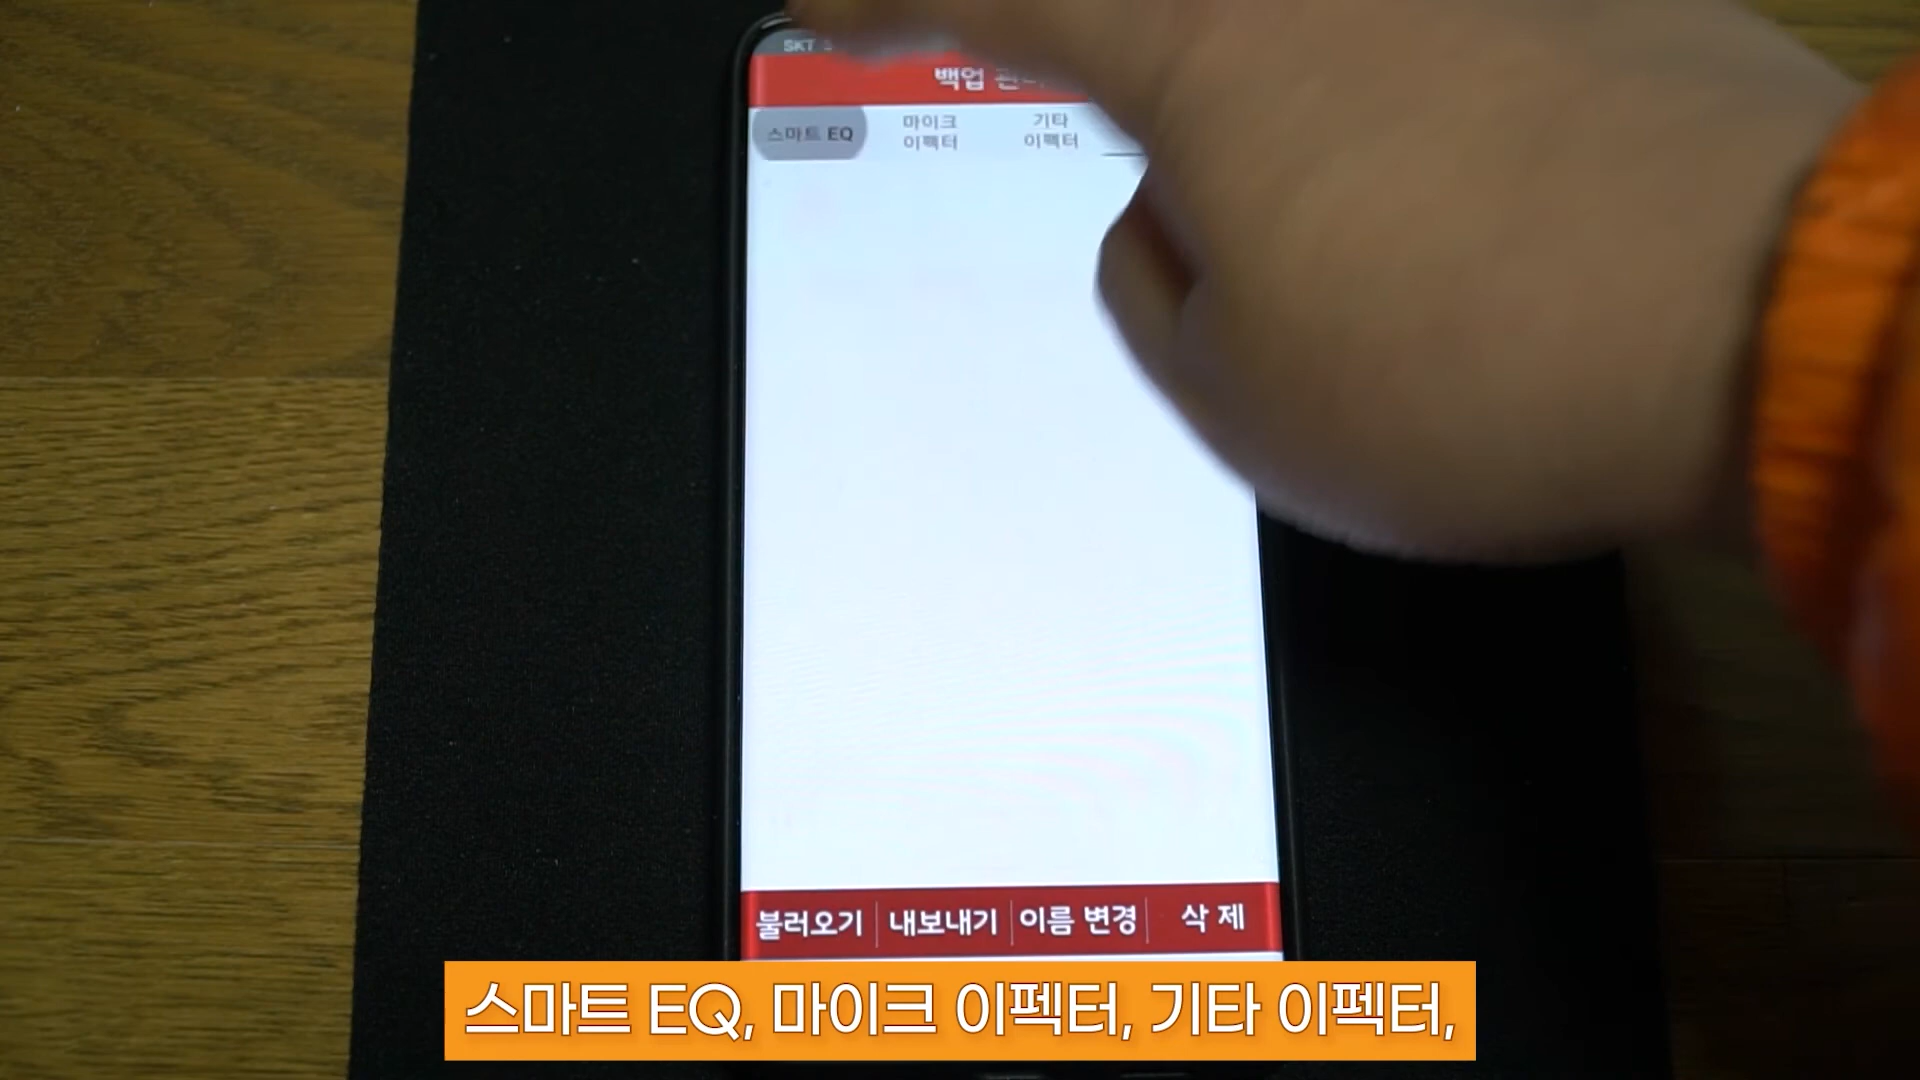 SKT
백업
스마트 EQ
마이크
이펙터
기타
이펙터
불러오기 내보내기 이름 변경 삭 제
스마트 EQ, 마이크 이펙터, 기타 이펙터,